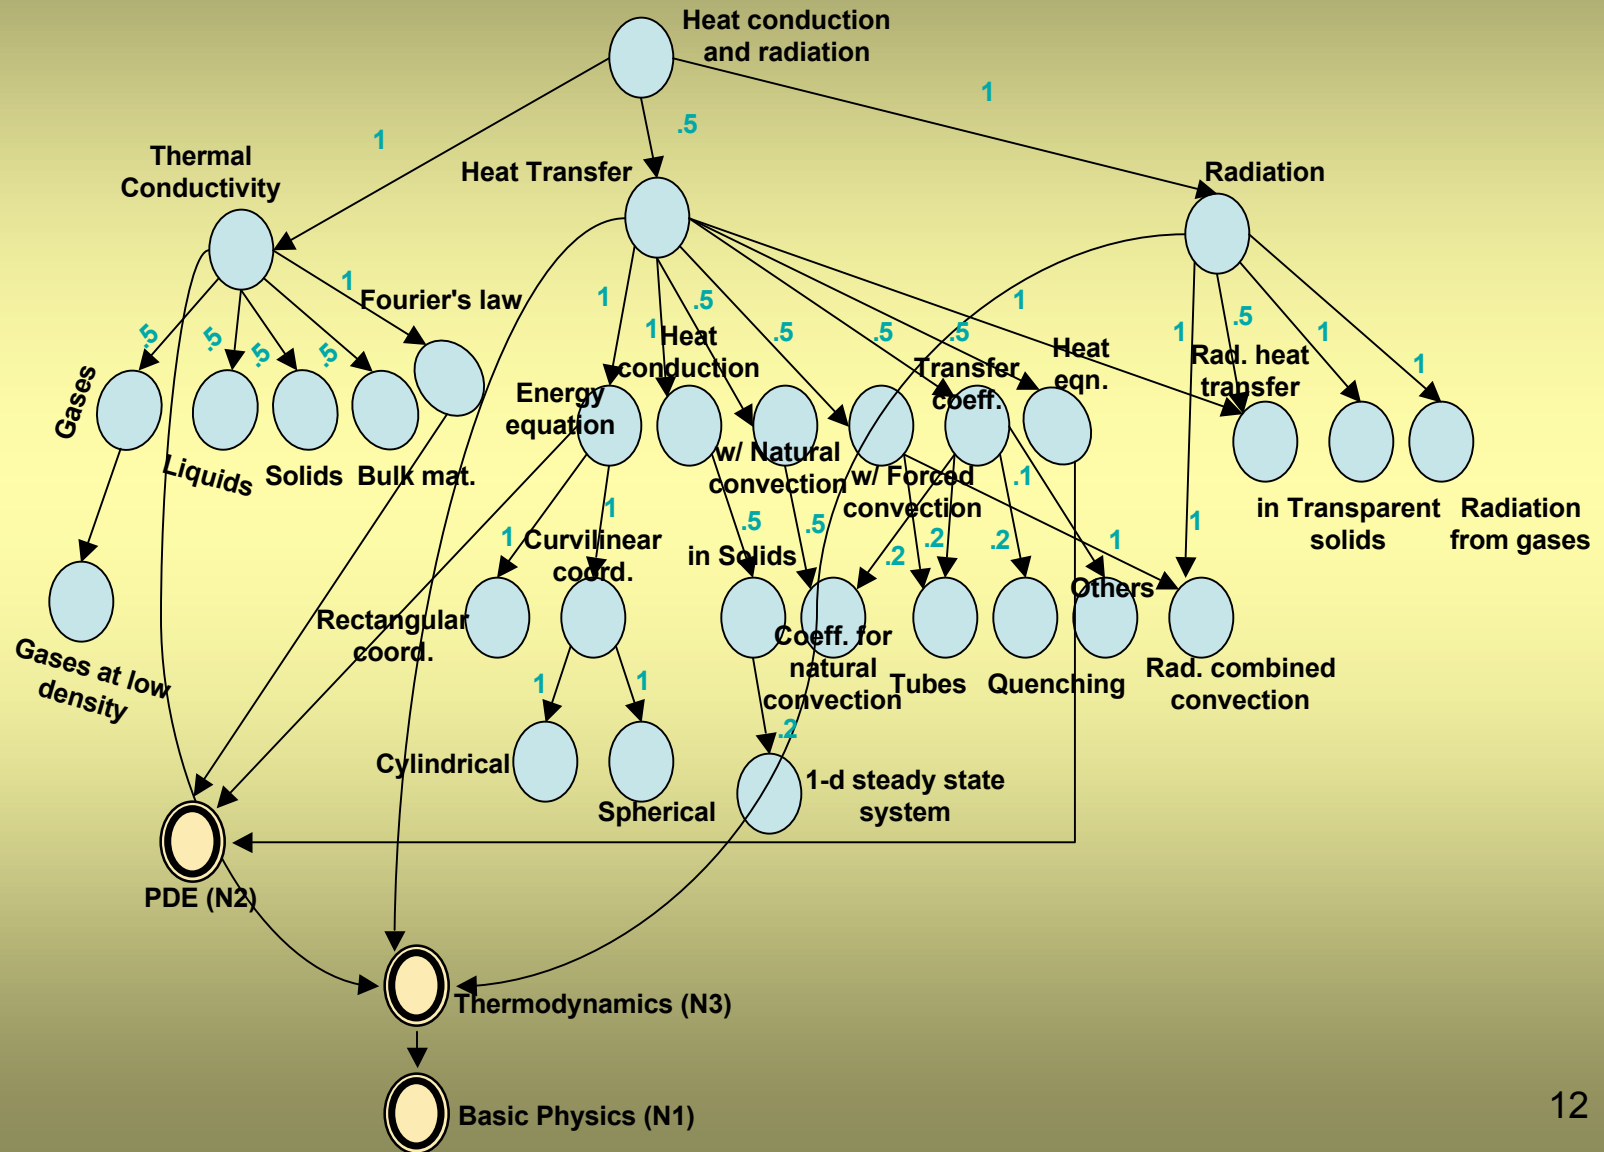 Heat conduction
and radiation
1
.5
1
Thermal
Conductivity
Heat Transfer
Radiation
1
Fourier's law
.5
.5
.5
.5
1
1
.5
.5
.5
.5
1
1
.5
1
1
Heat
conduction
Transfer
coeff.
Heat
eqn.
Rad. heat
transfer
Gases
Energy
equation
Liquids
Solids
Bulk mat.
w/ Natural
convection
w/ Forced
convection
in Transparent
solids
Radiation
from gases
1
1
.5
.5
.2
.2
.1
.2
1
1
Curvilinear
coord.
in Solids
Others
Rectangular
coord.
Coeff. for
natural
convection
Tubes
Quenching
Rad. combined
convection
Gases at low
density
1
1
.2
Cylindrical
Spherical
1-d steady state
system
PDE (N2)
Thermodynamics (N3)
Basic Physics (N1)
12